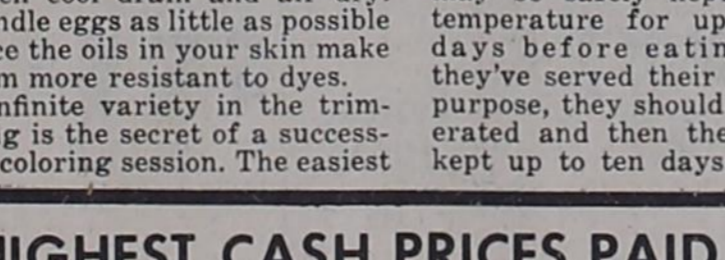 ndle eggs as little as possible
ce the oils in your skin make
m more resistant to dyes.
nfinite variety in the trim-
g is the secret of a success-
coloring session. The easiest
temperature for up
days before eatin
they've served their
purpose, they should
erated and then the
kept up to ten days
HIGHEST CASH PRICES PAID